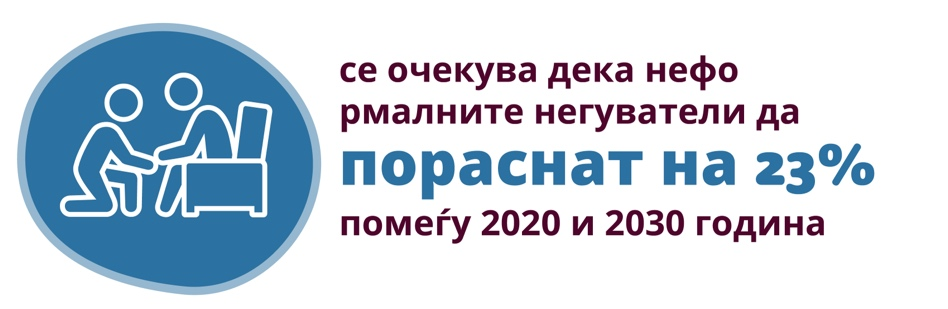 се очекува дека нефо
рмалните негуватели да
пораснат на 23%
помеѓу 2020 и 2030 година